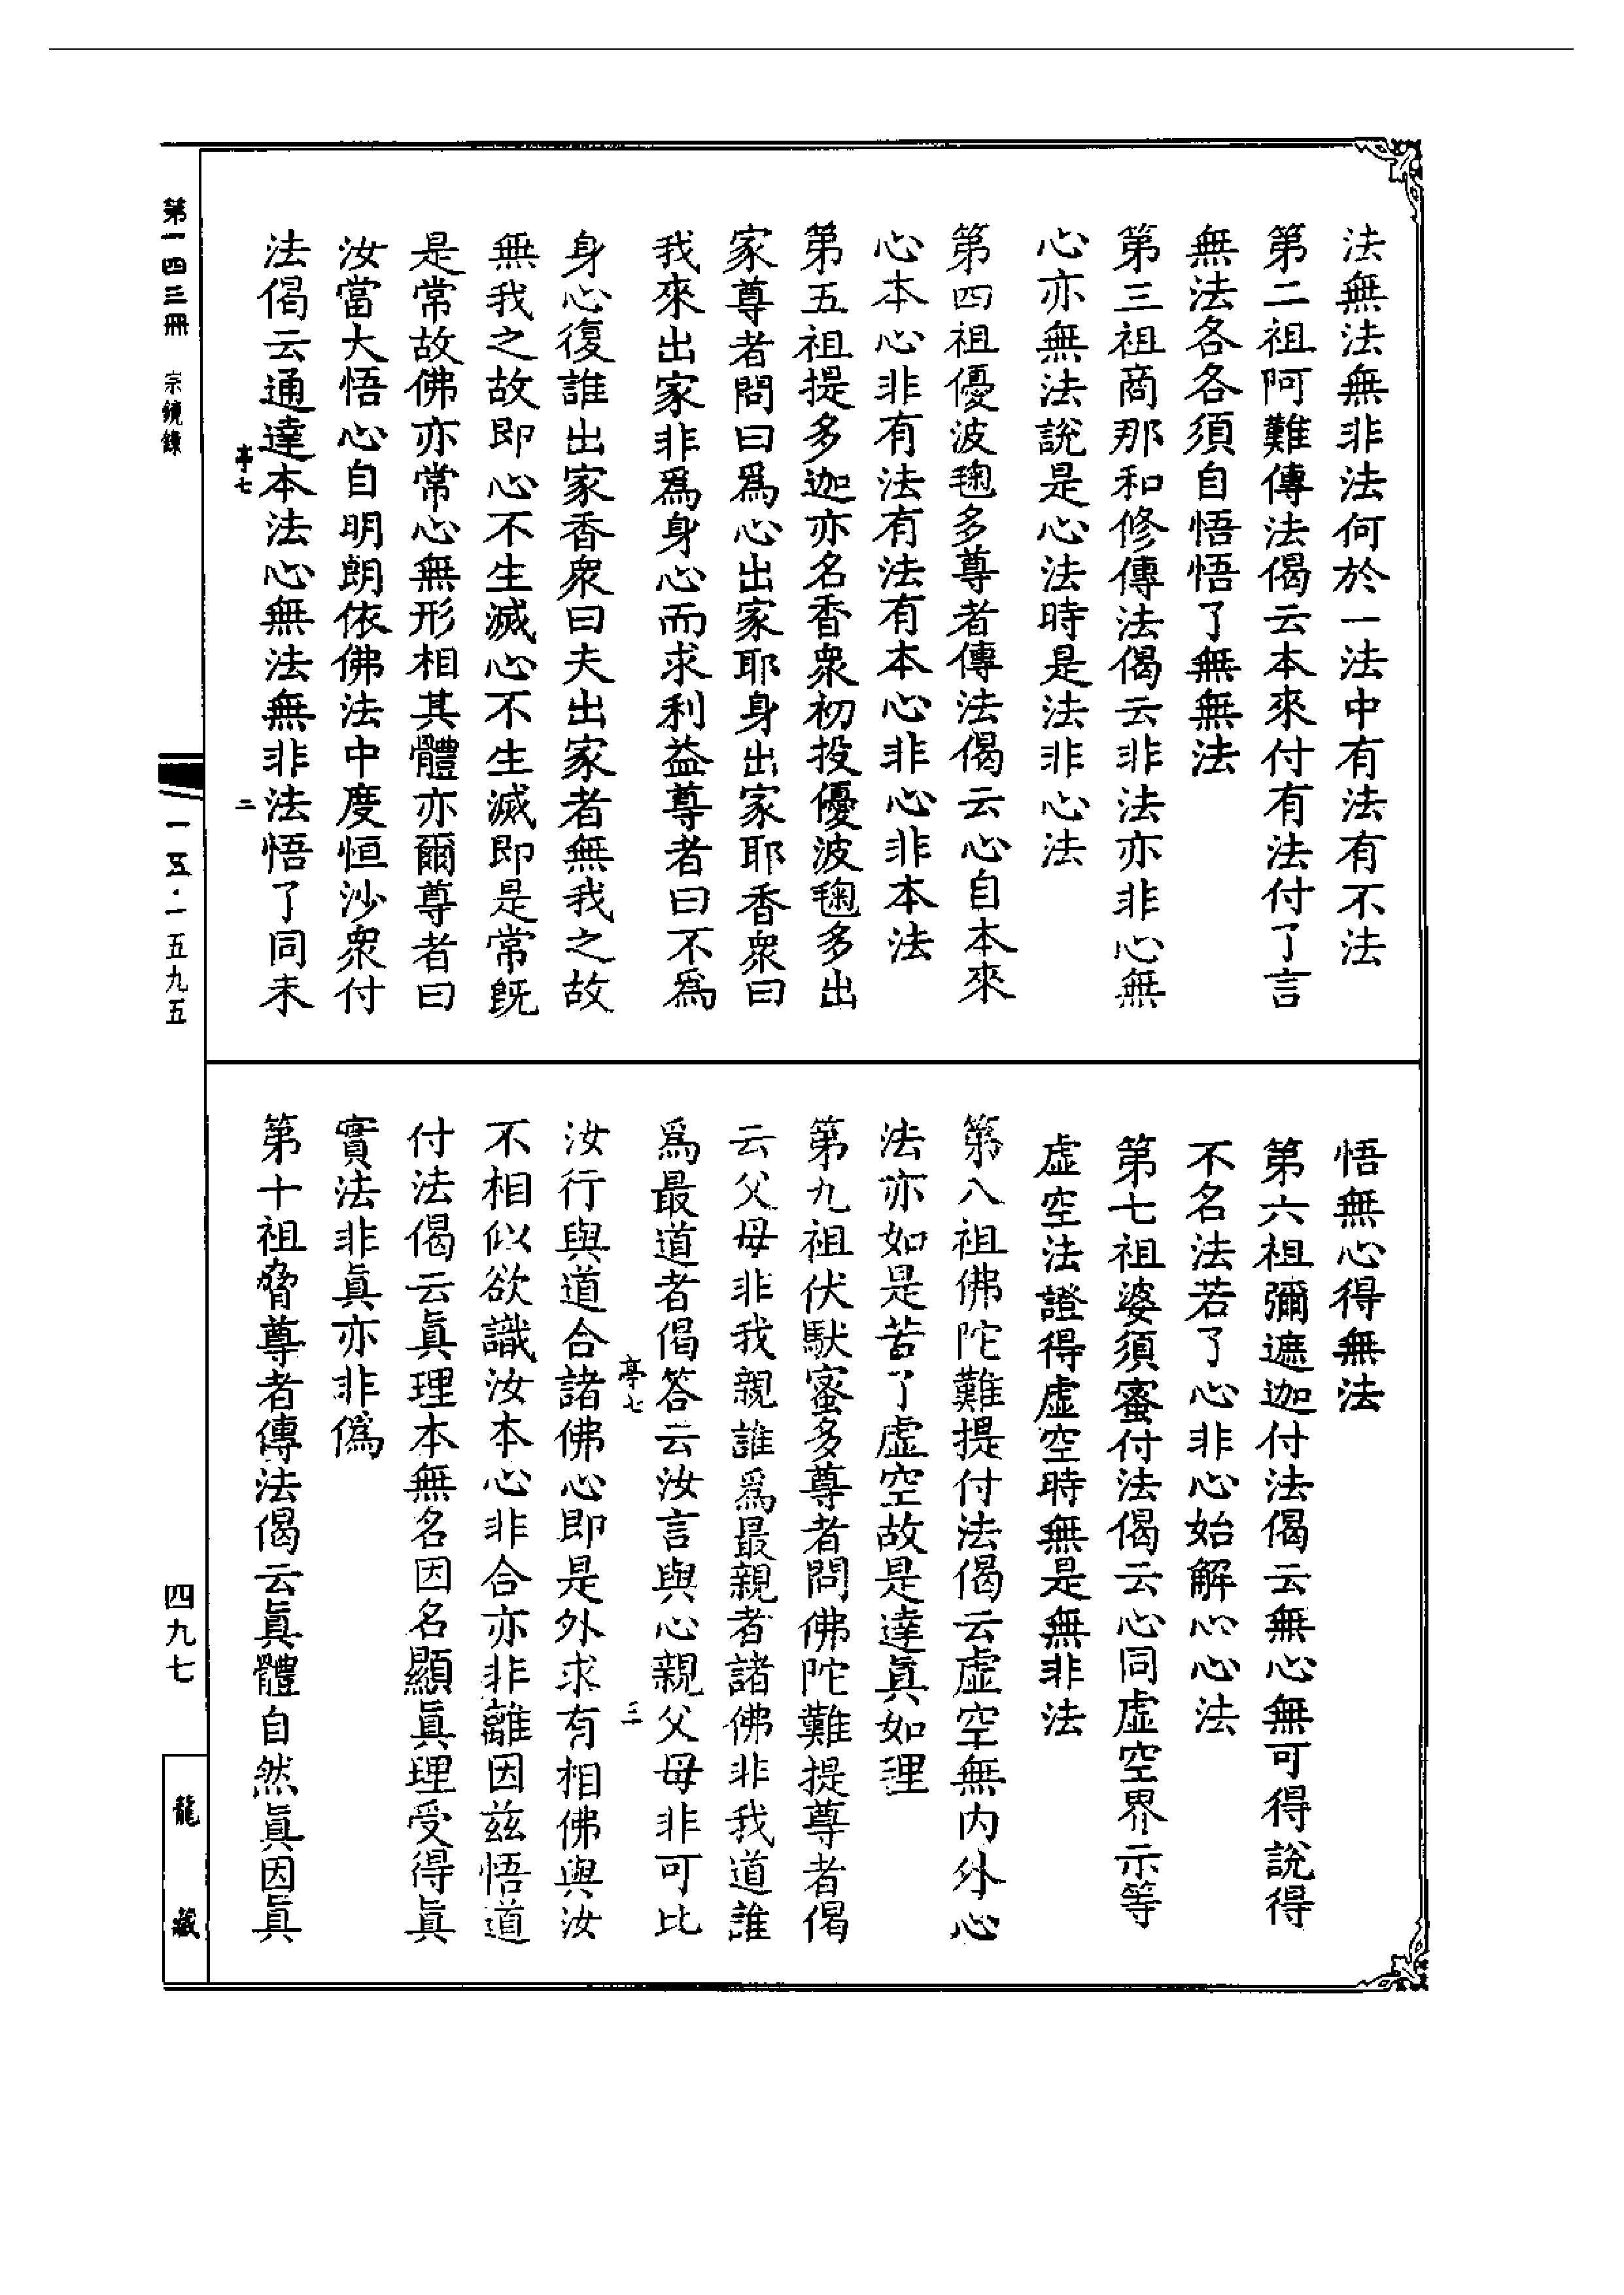 法無法無非法何於一法中有法有不法
第二祖阿難傳法偈云本來付有法付了言
無法各各須自悟悟了無無法
第三祖商那和修傳法偈云非法亦非心無
心亦無法說是心法時是法非心法
第四祖優波毱多尊者傳法偈云心自本來
心本心非有法有法有本心非心非本法
第五祖提多迦亦名香衆初投優波毱多出
家尊者問曰爲心出家耶身出家耶香衆曰
我來出家非爲身心而求利益尊者曰不爲
身心復誰出家香衆曰夫出家者無我之故
無我之故即心不生滅心不生滅即是常旣
是常故佛亦常心無形相其體亦爾尊者曰
汝當大悟心自明朗依佛法中度恒沙衆付
法偈云通達本法心無法無非法悟了同未
亭七
二
悟無心得無法
第六祖彌遮迦付法偈云無心無可得說得
不名法若了心非心始解心心法
第七祖婆須蜜付法偈云心同虛空界示等
虛空法證得虛空時無是無非法
第八祖佛陀難提付法偈云虛空無內外心
法亦如是若了虛空故是達眞如理
第九祖伏馱蜜多尊者問佛陀難提尊者偈
云父母非我親誰爲最親者諸佛非我道誰
爲最道者偈答云汝言與心親父母非可比
亭七
三
汝行與道合諸佛心即是外求有相佛與汝
不相似欲識汝本心非合亦非離因茲悟道
付法偈云眞理本無名因名顯眞理受得眞
實法非眞亦非僞
第十祖脅尊者傳法偈云眞體自然眞因眞
第一四三冊
宗鏡錄
一五·一五九五
四九七
龍藏